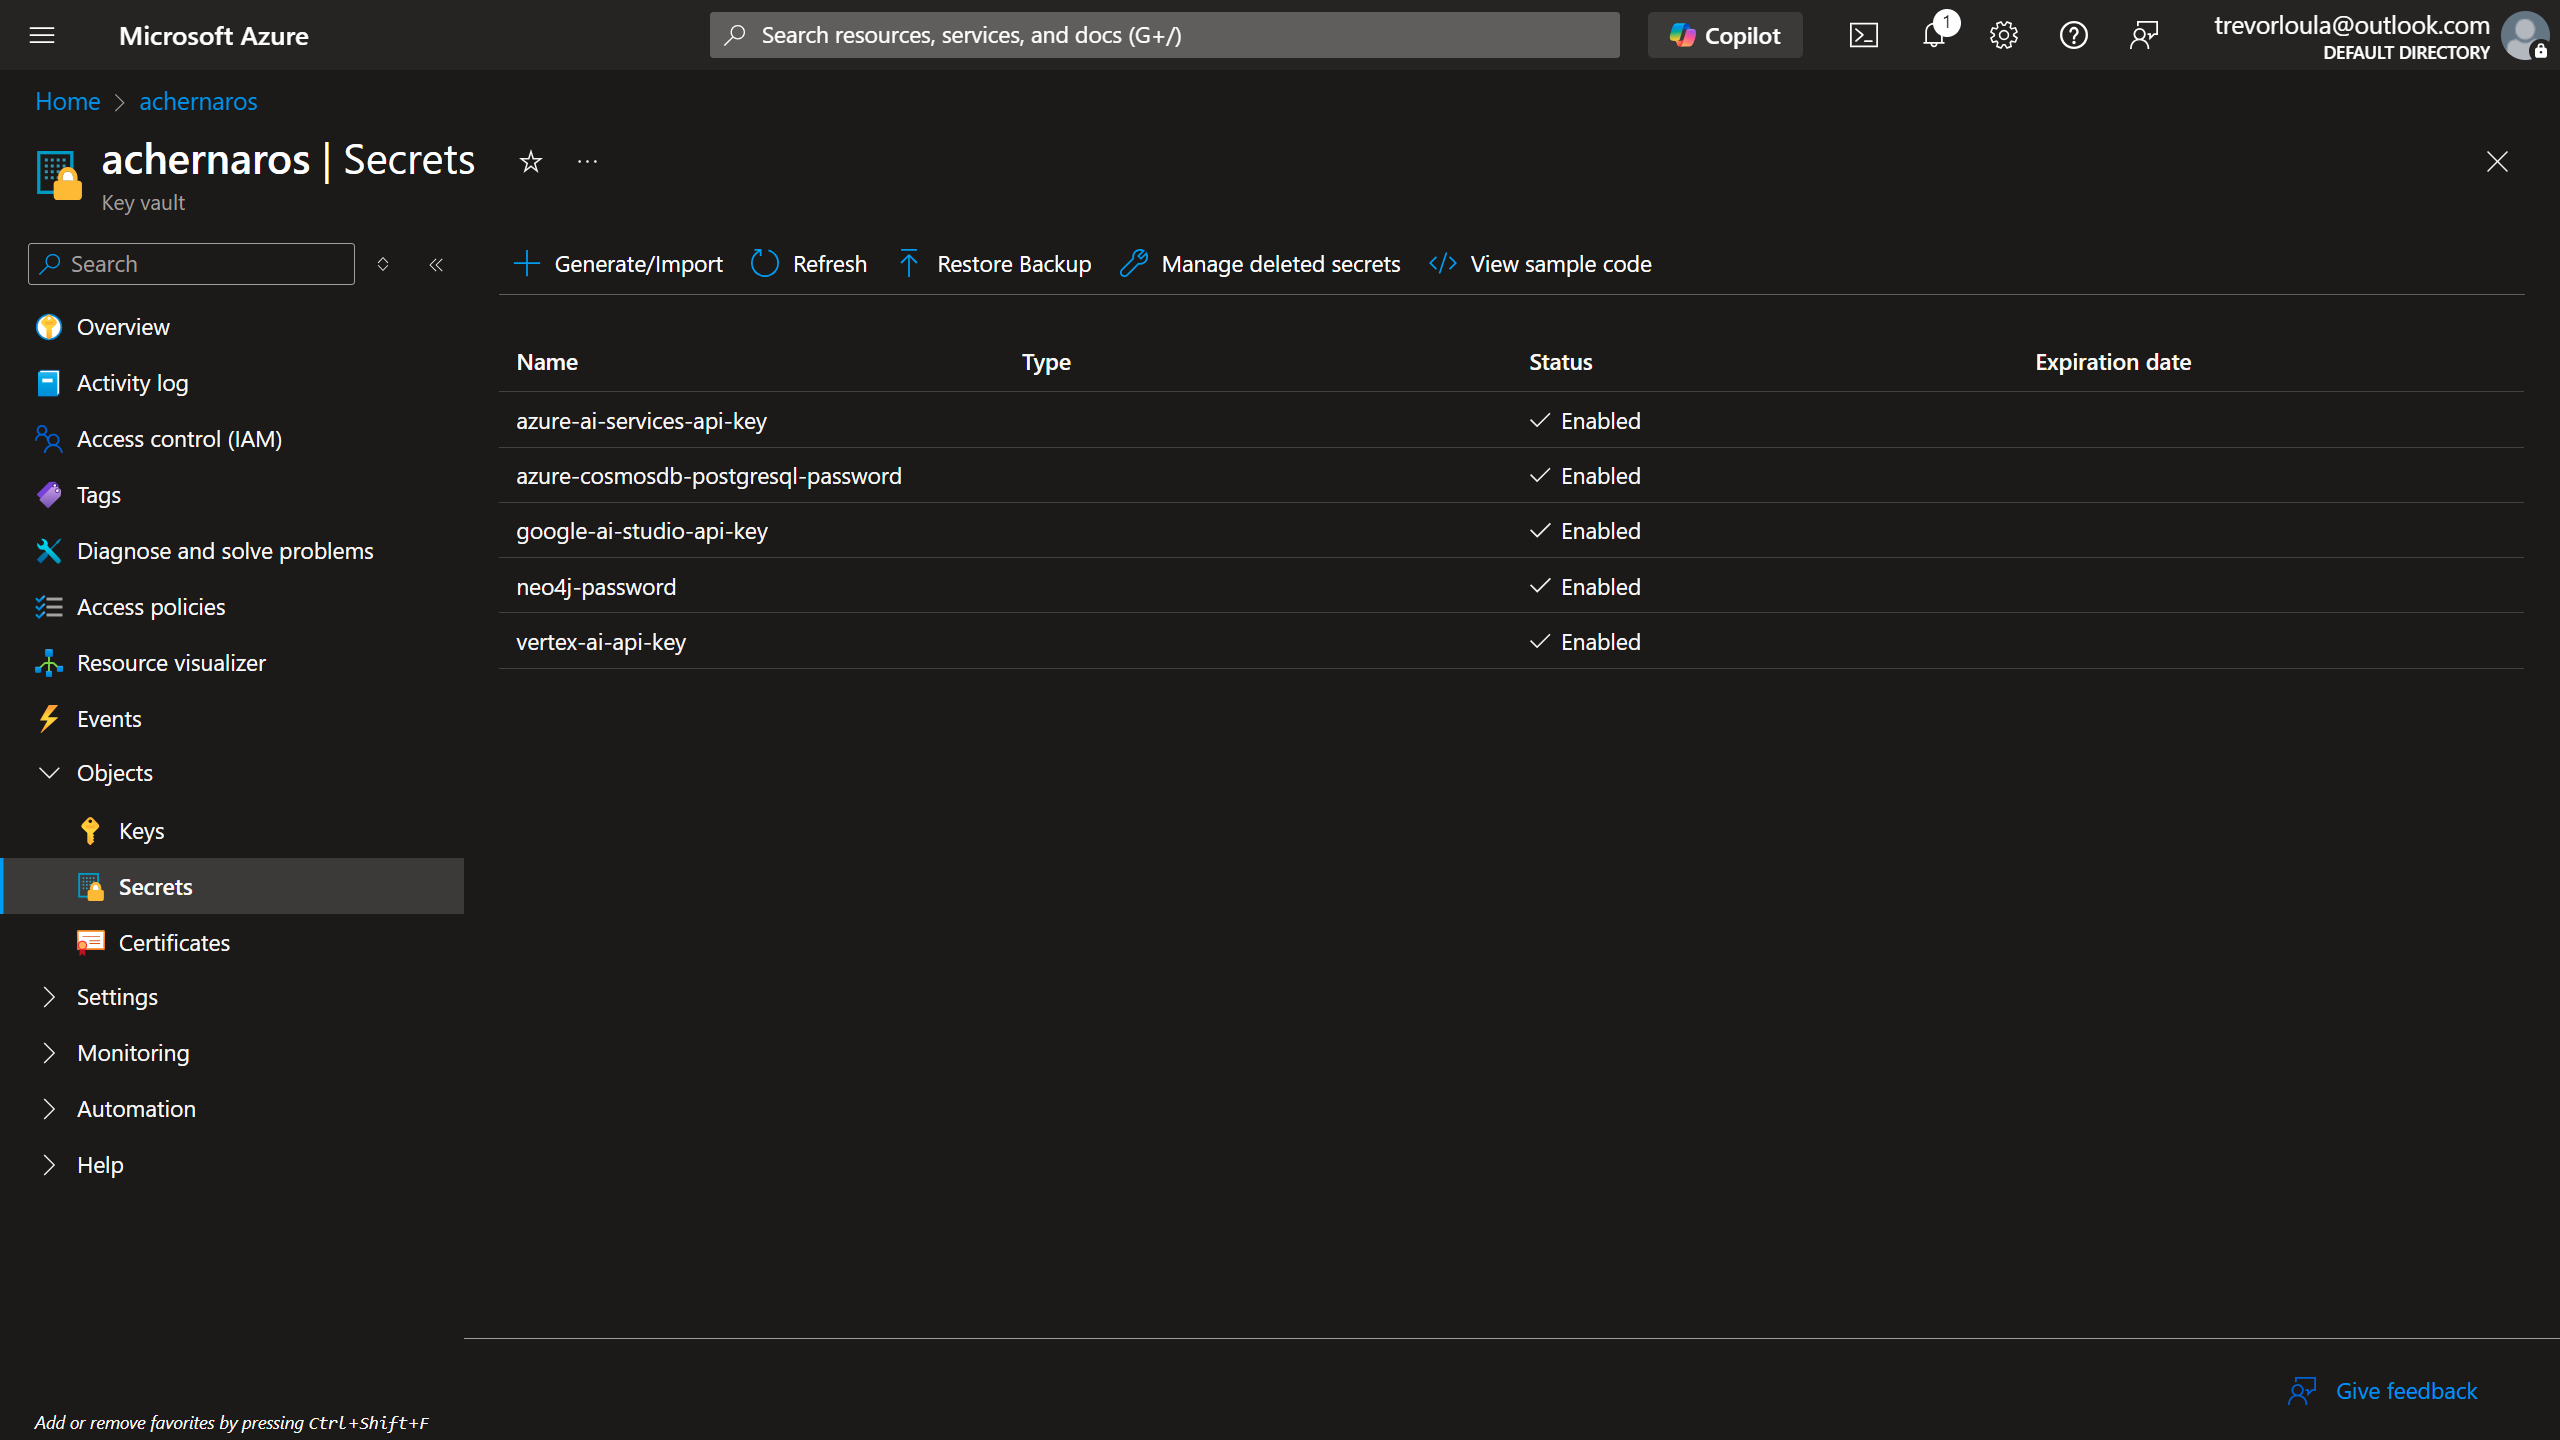 Microsoft Azure
Search resources, services, and docs (G+/)
Copilot
1
trevorloula@outlook.com
DEFAULT DIRECTORY
Home > achernaros
achernaros | Secrets
Key vault
Search
Generate/Import
Refresh
Restore Backup
Manage deleted secrets
View sample code
Overview
Activity log
Access control (IAM)
Tags
Diagnose and solve problems
Access policies
Resource visualizer
Events
Objects
Keys
Secrets
Certificates
Settings
Monitoring
Automation
Help
Name Type Status Expiration date
azure-ai-services-api-key Enabled
azure-cosmosdb-postgresql-password Enabled
google-ai-studio-api-key Enabled
neo4j-password Enabled
vertex-ai-api-key Enabled
Give feedback
Add or remove favorites by pressing Ctrl+Shift+F